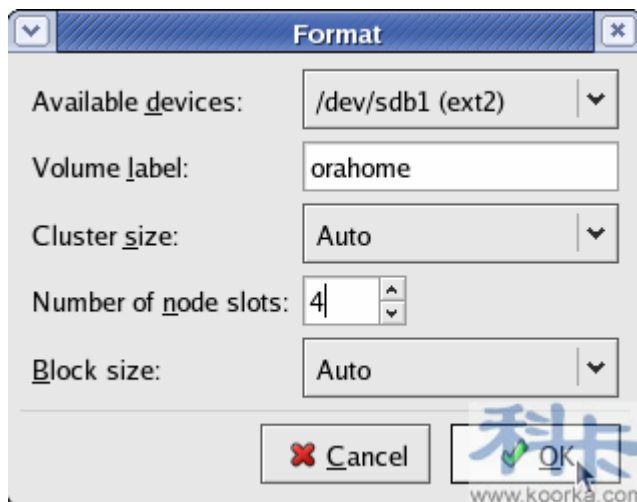 Format
Available devices: /dev/sdb1 (ext2)
Volume label: orahome
Cluster size: Auto
Number of node slots: 4
Block size: Auto
Cancel OK
科卡
www.koorka.com